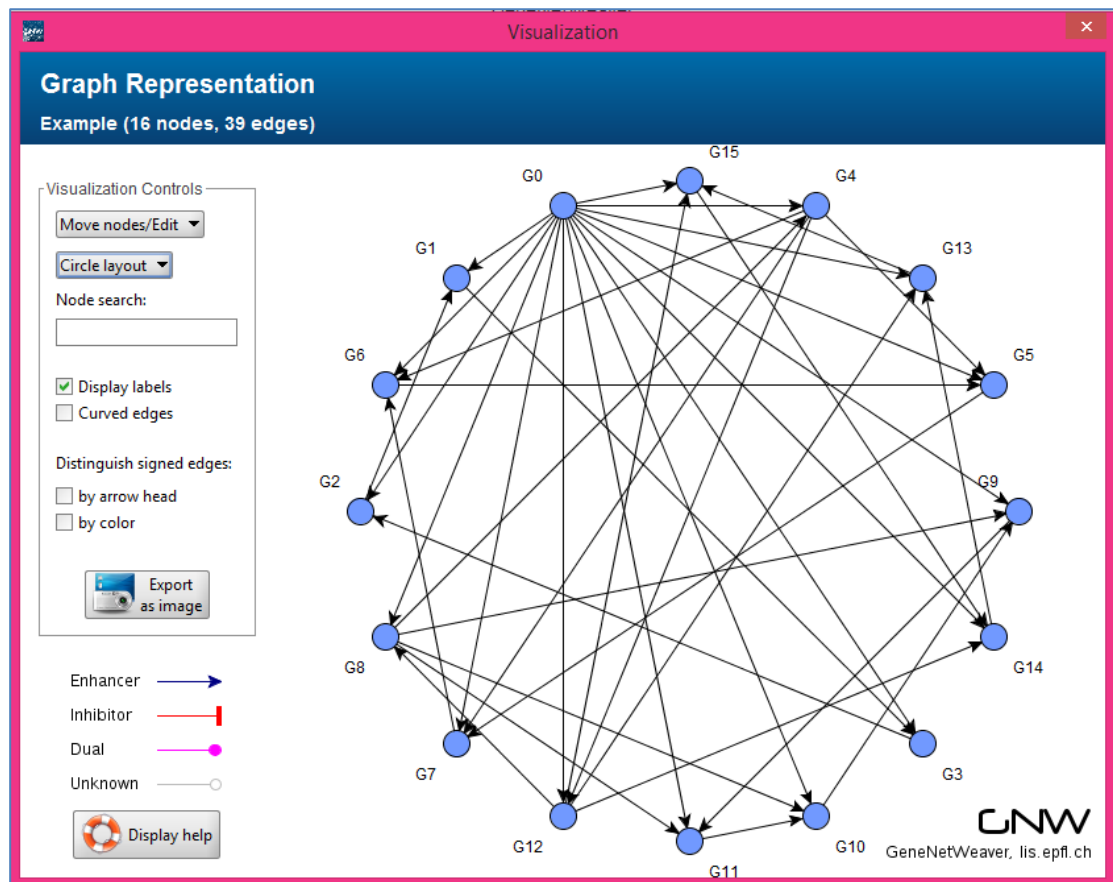 Visualization
Graph Representation
Example (16 nodes, 39 edges)
Visualization Controls
Move nodes/Edit
Circle layout
Node search:
Display labels
Curved edges
Distinguish signed edges:
by arrow head
by color
Export
as image
Enhancer
Inhibitor
Dual
Unknown
Display help
G15
G0
G4
G1
G13
G6
G5
G2
G9
G8
G14
G7
G3
G12
G10
G11
GNW
GeneNetWeaver, lis.epfl.ch